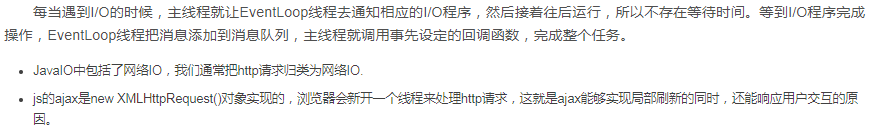 每当遇到I/O的时候，主线程就让EventLoop线程去通知相应的I/O程序，然后接着往后运行，所以不存在等待时间。等到I/O程序完成
操作，EventLoop线程把消息添加到消息队列，主线程就调用事先设定的回调函数，完成整个任务。
• JavaIO中包括了网络IO，我们通常把http请求归类为网络IO.
• js的ajax是new XMLHttpRequest()对象实现的，浏览器会新开一个线程来处理http请求，这就是ajax能够实现局部刷新的同时，还能响应用户交互的原
因。